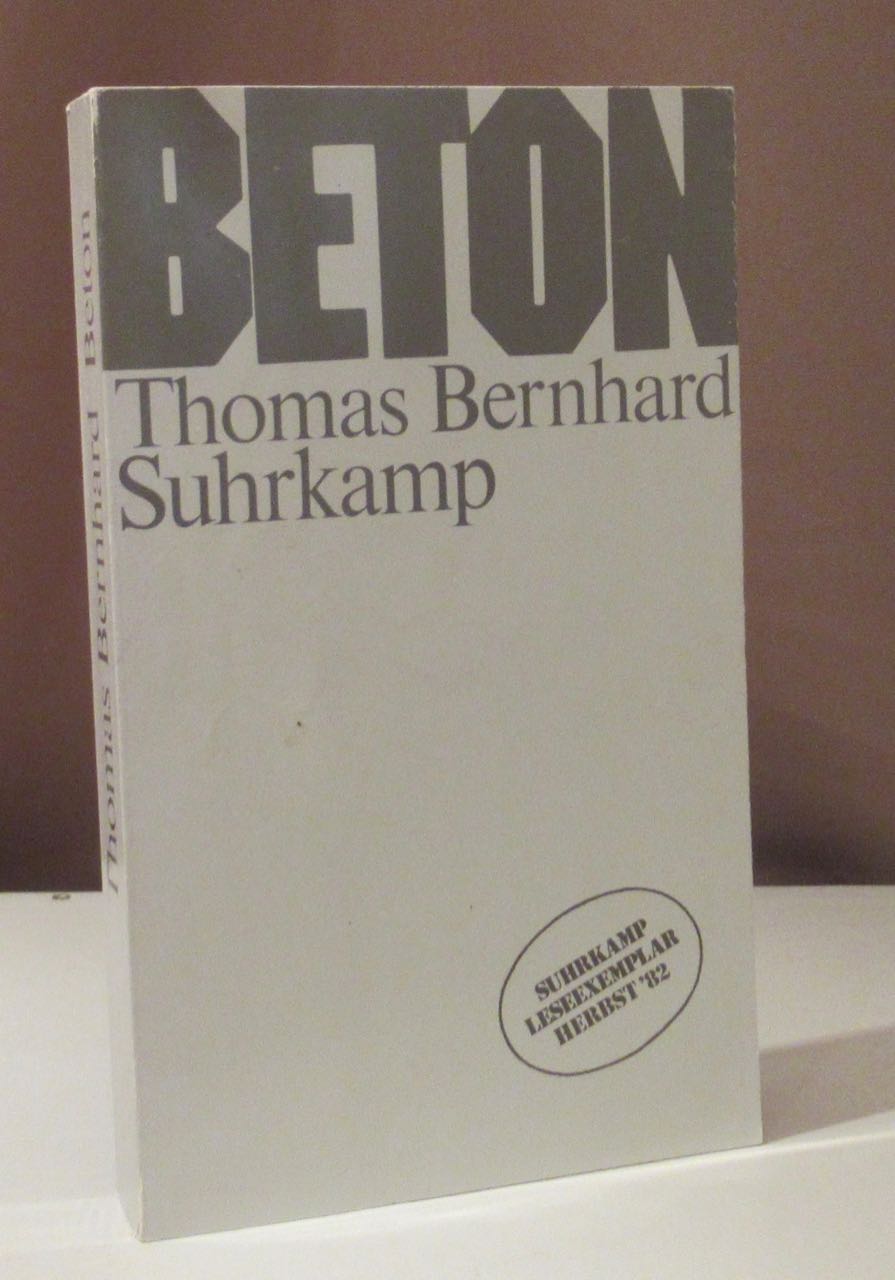 BETON
Thomas Bernhard
Suhrkamp
SUHRKAMP
LESEEXEMPLAR
HERBST '82
Thomas Bernhard Beton